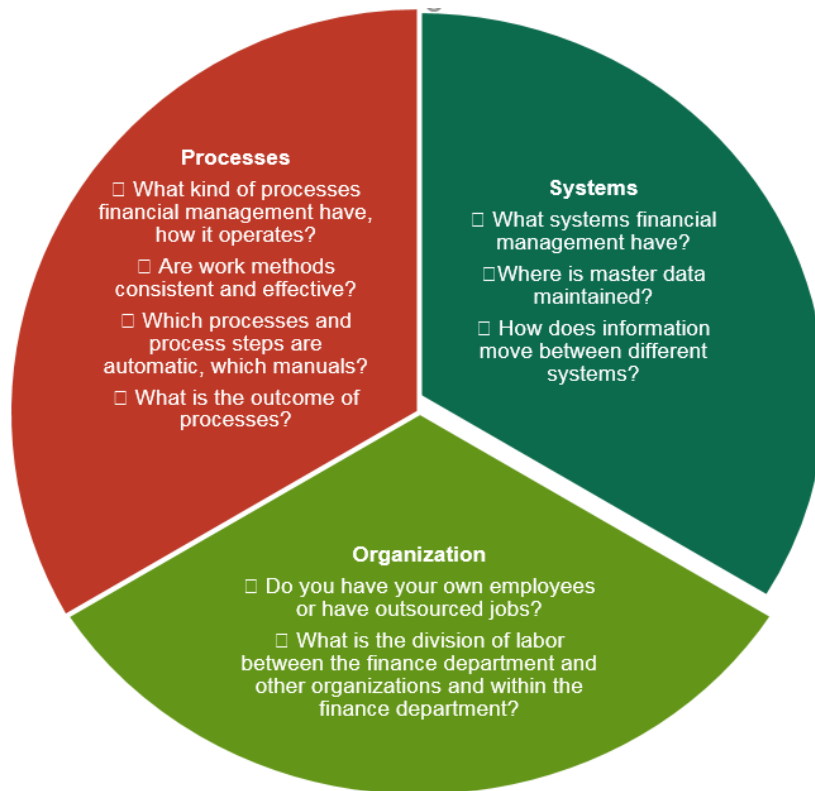 Processes
□ What kind of processes
financial management have,
how it operates?
□ Are work methods
consistent and effective?
□ Which processes and
process steps are
automatic, which manuals?
□ What is the outcome of
processes?
Systems
□ What systems financial
management have?
□Where is master data
maintained?
□ How does information
move between different
systems?
Organization
□ Do you have your own employees
or have outsourced jobs?
□ What is the division of labor
between the finance department and
other organizations and within the
finance department?